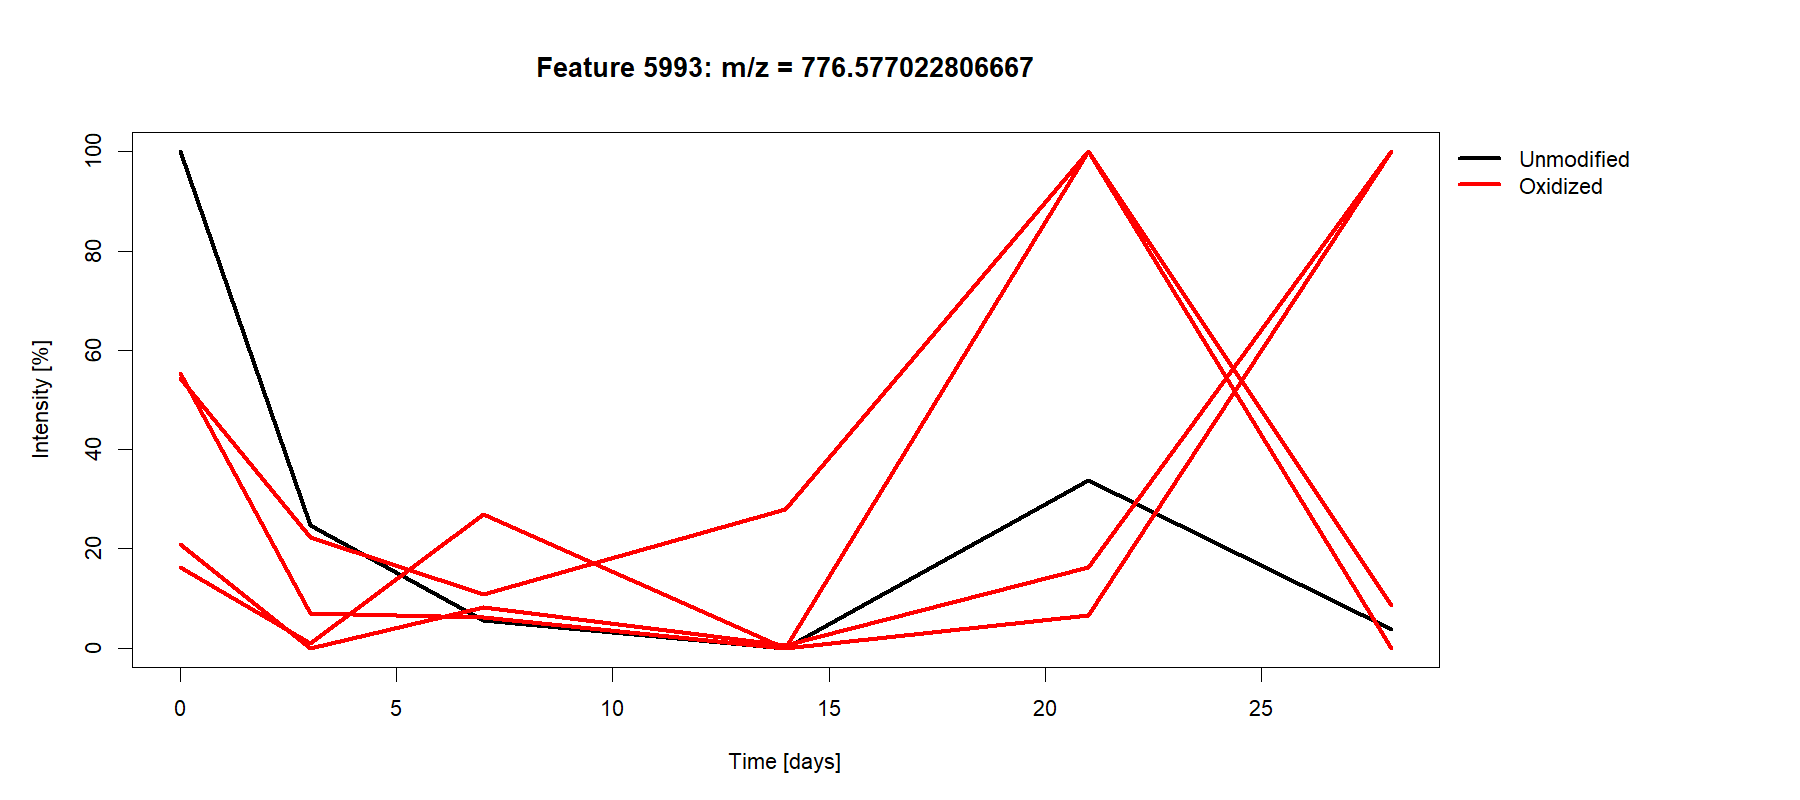 Feature 5993: m/z = 776.577022806667
Unmodified
Oxidized
Intensity [%]
100
80
60
40
20
0
0 5 10 15 20 25
Time [days]